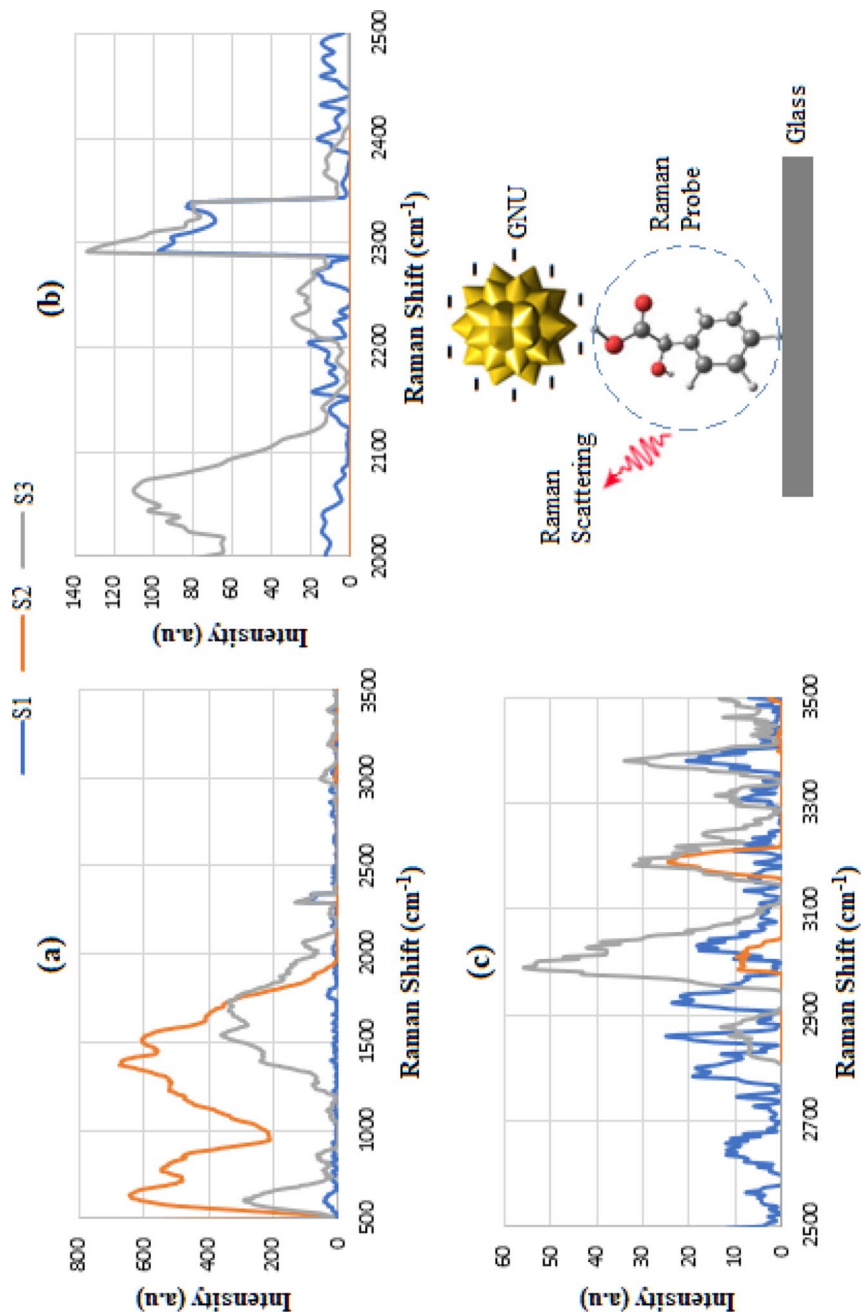 S1 S2 S3
(a)
800
600
400
200
0
Intensity (a.u)
500 1000 1500 2000 2500 3000 3500
Raman Shift (cm⁻¹)
(b)
140
120
100
80
60
40
20
0
Intensity (a.u)
2000 2100 2200 2300 2400 2500
Raman Shift (cm⁻¹)
(c)
60
50
40
30
20
10
0
Intensity (a.u)
2500 2700 2900 3100 3300 3500
Raman Shift (cm⁻¹)
GNU
Raman
Scattering
Raman
Probe
Glass